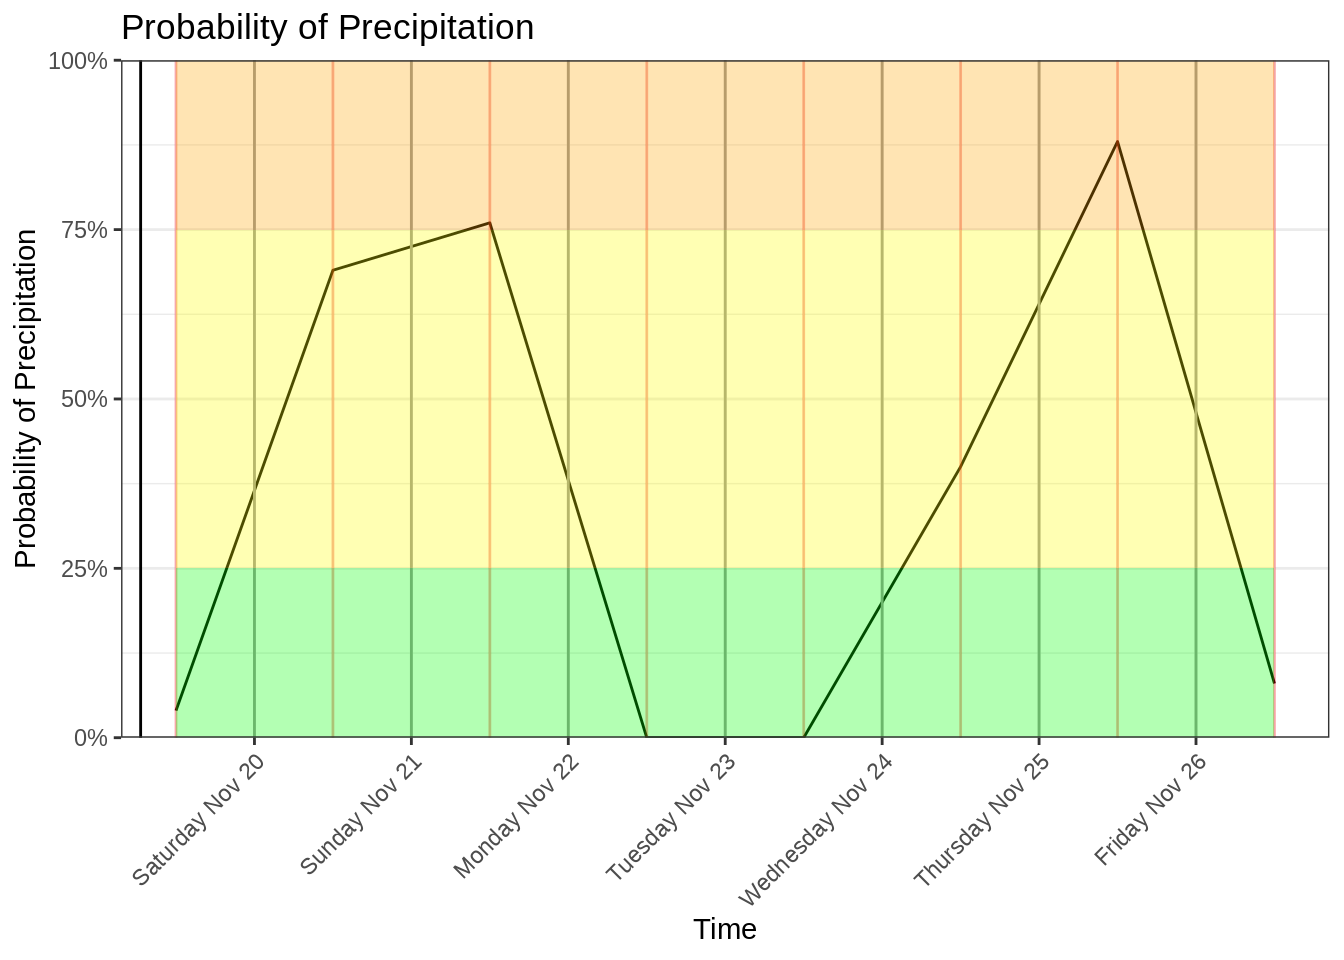 Probability of Precipitation
Probability of Precipitation
100%
75%
50%
25%
0%
Saturday Nov 20
Sunday Nov 21
Monday Nov 22
Tuesday Nov 23
Wednesday Nov 24
Thursday Nov 25
Friday Nov 26
Time